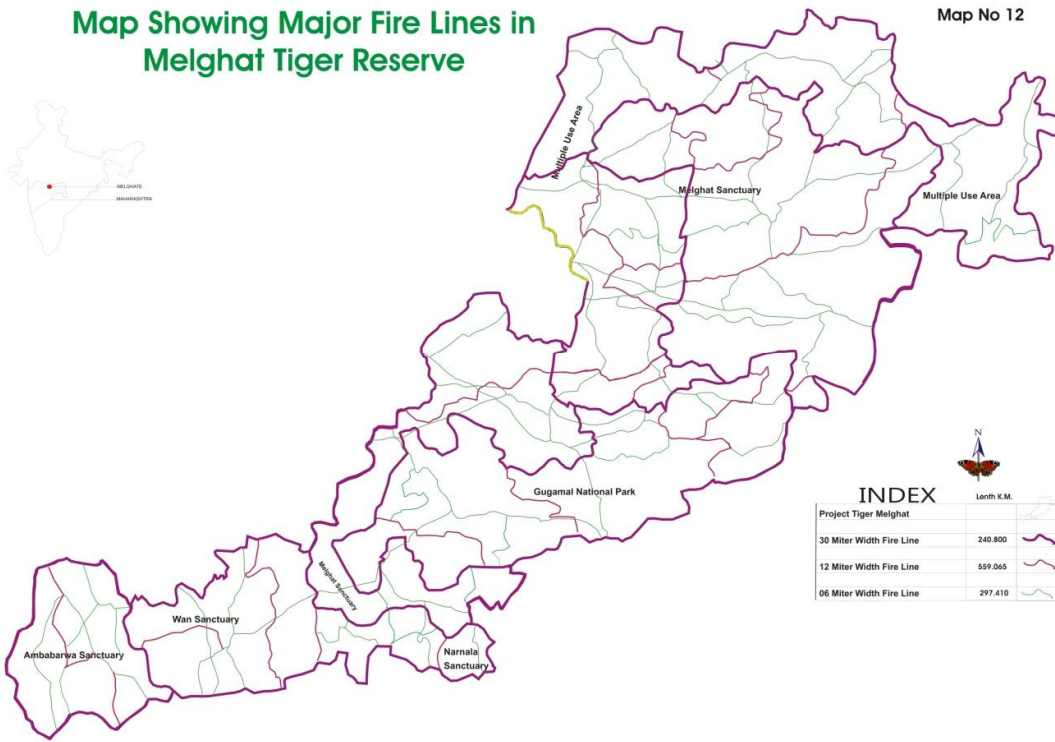 Map Showing Major Fire Lines in
Melghat Tiger Reserve
Map No 12
MELGHATE
MAHARASHTRA
Multiple Use Area
Melghat Sanctuary
Multiple Use Area
Gugamal National Park
Melghat Sanctuary
Wan Sanctuary
Ambabarwa Sanctuary
Narnala
Sanctuary
N
INDEX Lenth K.M.
Project Tiger Melghat
30 Miter Width Fire Line 240.800
12 Miter Width Fire Line 559.065
06 Miter Width Fire Line 297.410